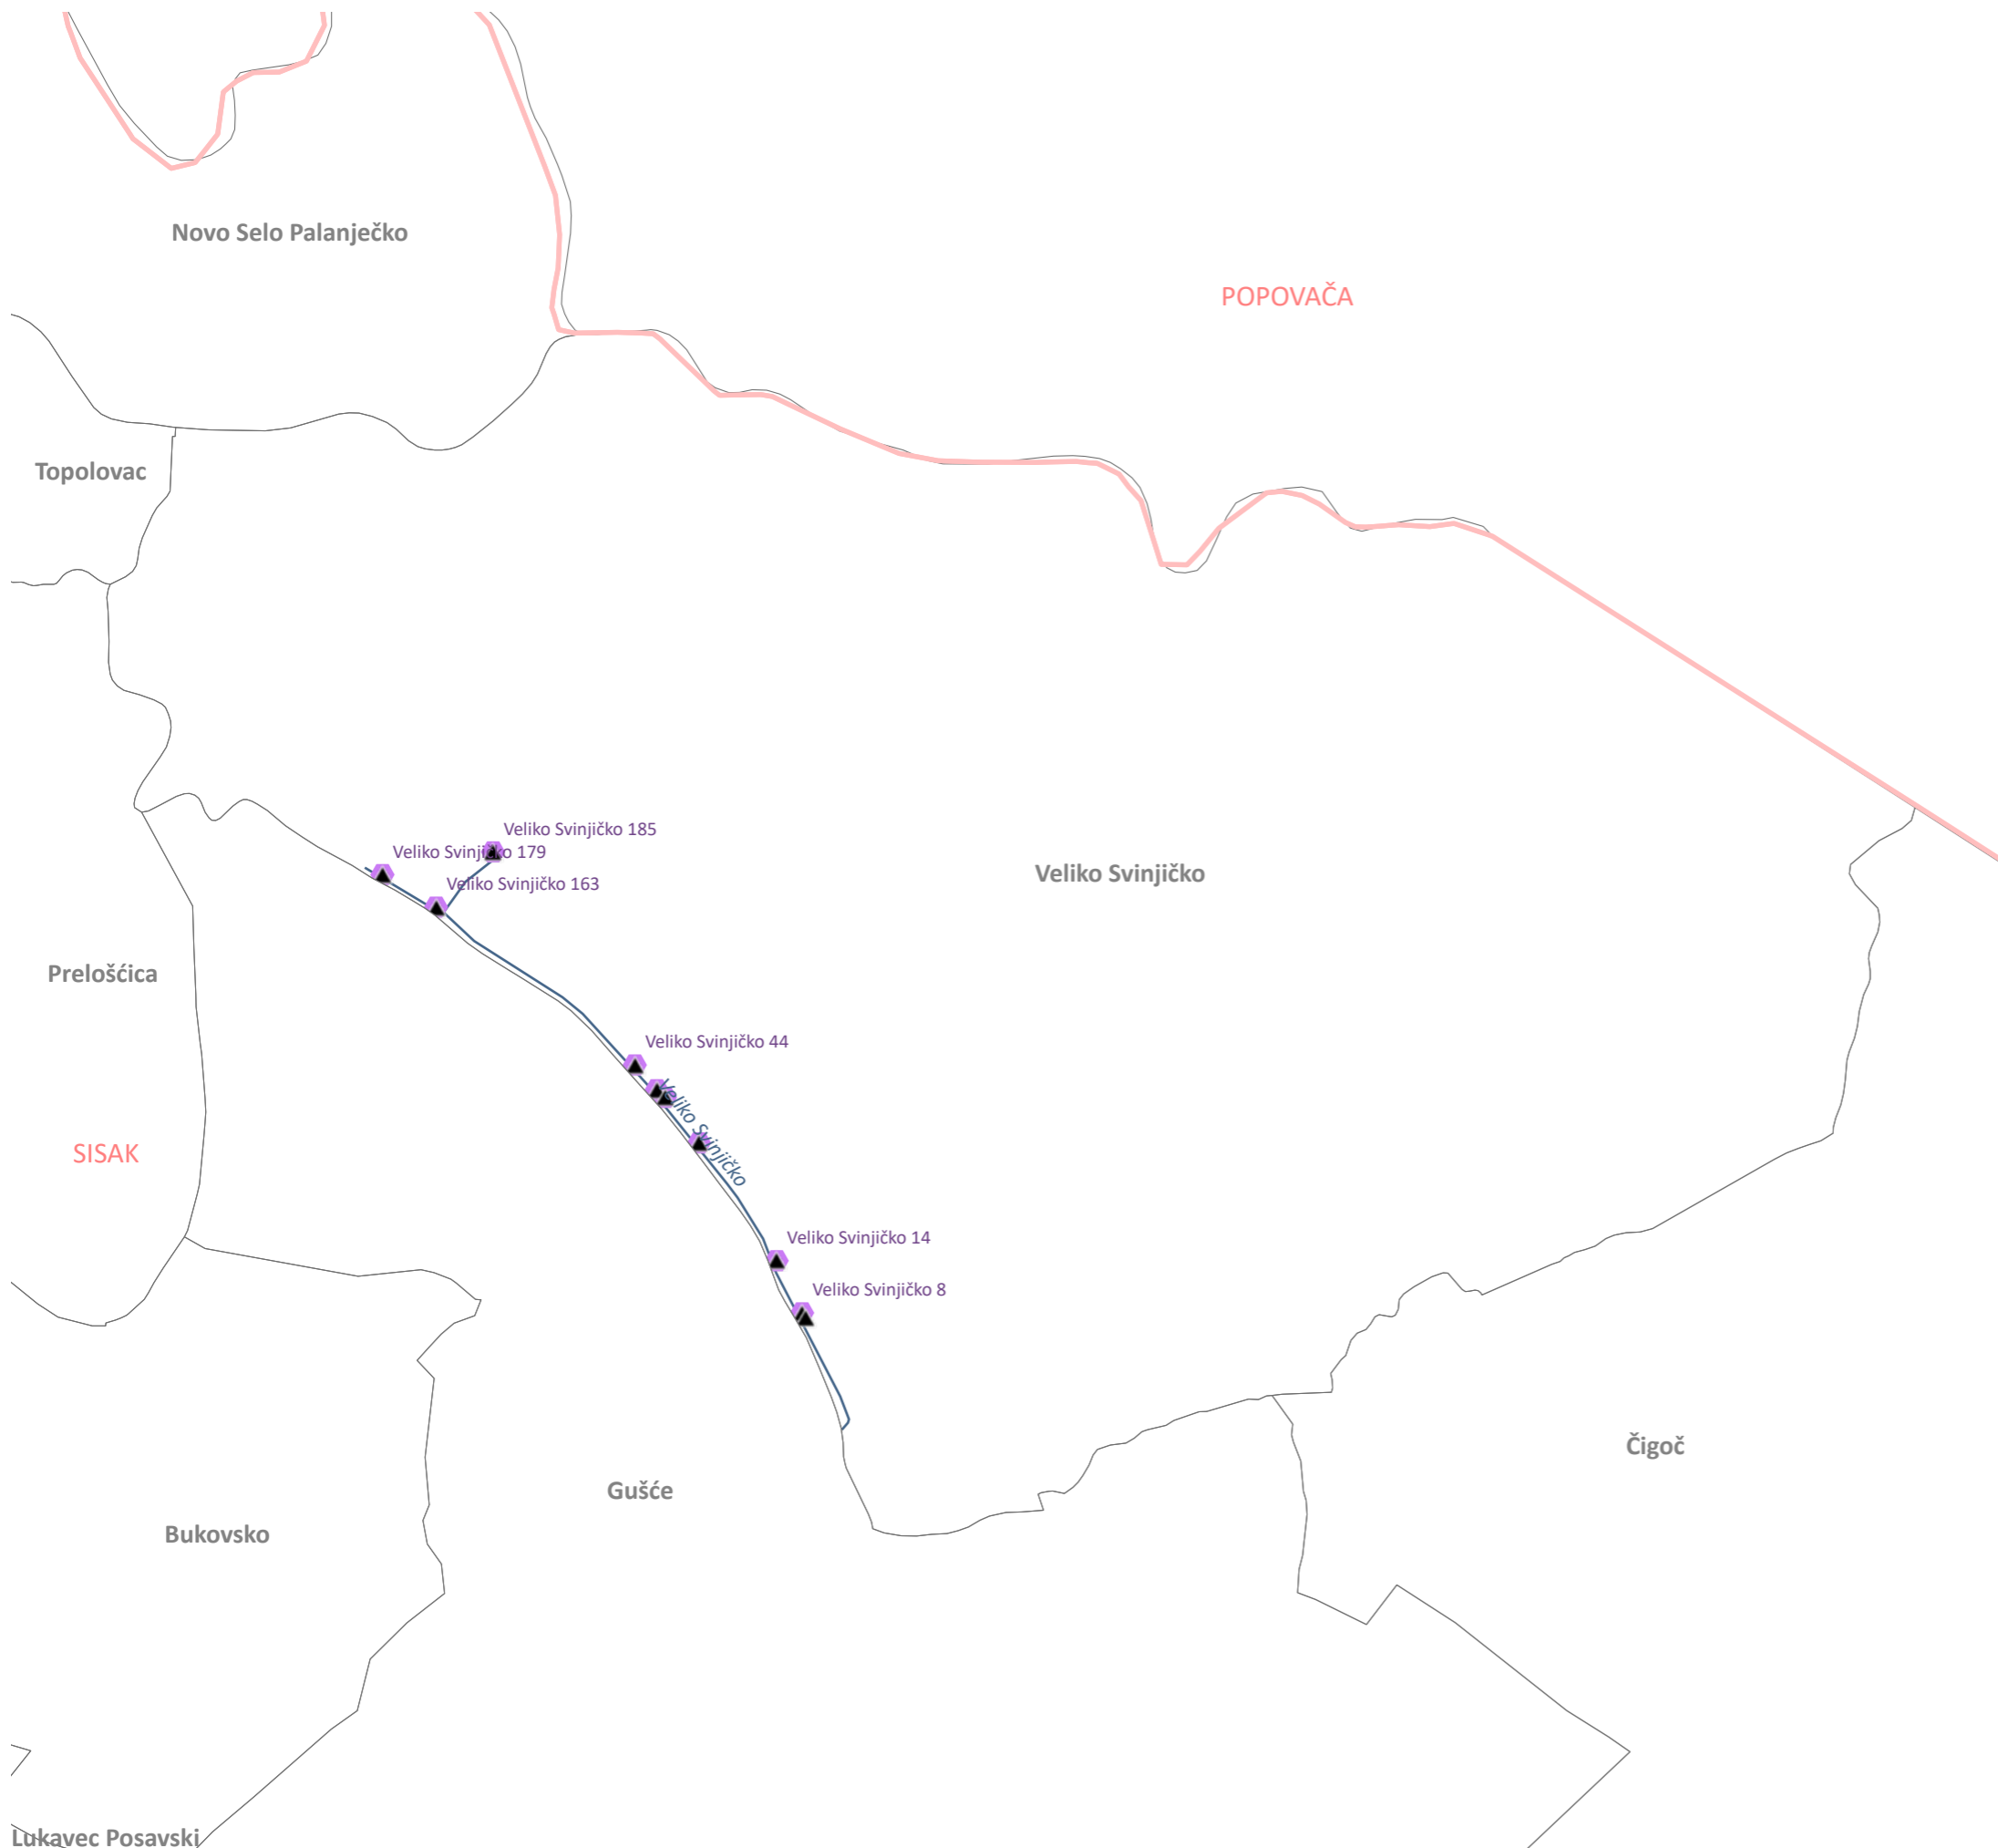 Novo Selo Palanječko
POPOVAČA
Topolovac
Veliko Svinjičko 185
Veliko Svinjičko 179
Veliko Svinjičko 163
Veliko Svinjičko
Prelošćica
Veliko Svinjičko 44
Veliko Svinjičko
SISAK
Veliko Svinjičko 14
Veliko Svinjičko 8
Čigoč
Gušće
Bukovsko
Lukavec Posavski